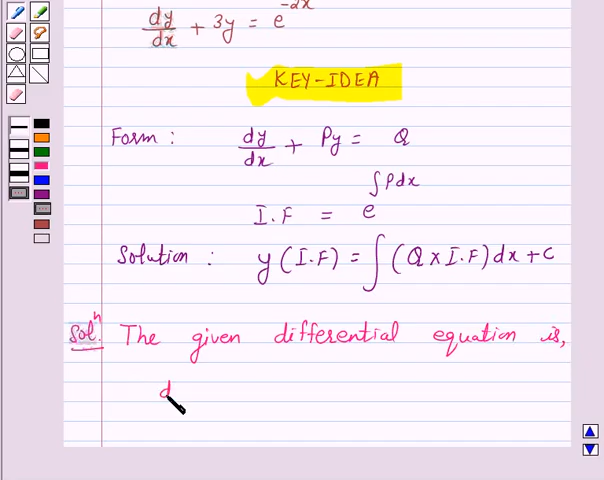 dy/dx + 3y = e^-2x
KEY-IDEA
Form : dy/dx + Py = Q
I.F = e^∫Pdx
Solution : y (I.F) = ∫ (Q x I.F) dx + C
Solⁿ. The given differential equation is,
d